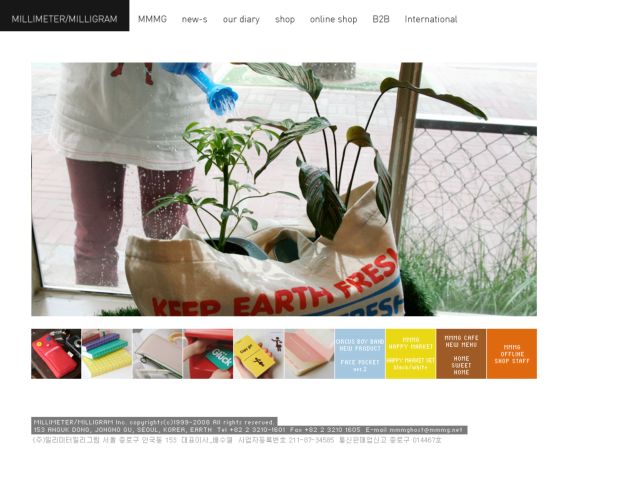 MILLIMETER/MILLIGRAM MMMG new-s our diary shop online shop B2B International
KEEP EARTH FRESH
FRESH
CIRCUS BOY BAND
NEW PRODUCT
FACE POCKET
ver.2
MMMG
HAPPY MARKET
HAPPY MARKET SET
black/white
MMMG CAFE
NEW MENU
HOME
SWEET
HOME
MMMG
OFFLINE
SHOP STAFF
MILLIMETER/MILLIGRAM Inc. copyrights(c)1999-2008 All rights reserved.
153 ANGUK DONG, JONGNO GU, SEOUL, KOREA, EARTH Tel +82 2 3210-1601 Fax +82 2 3210 1605 E-mail mmmghost@mmmg.net
(주)밀리미터밀리그람 서울 종로구 안국동 153 대표이사_배수열 사업자등록번호 211-87-34585 통신판매업신고 종로구 014467호